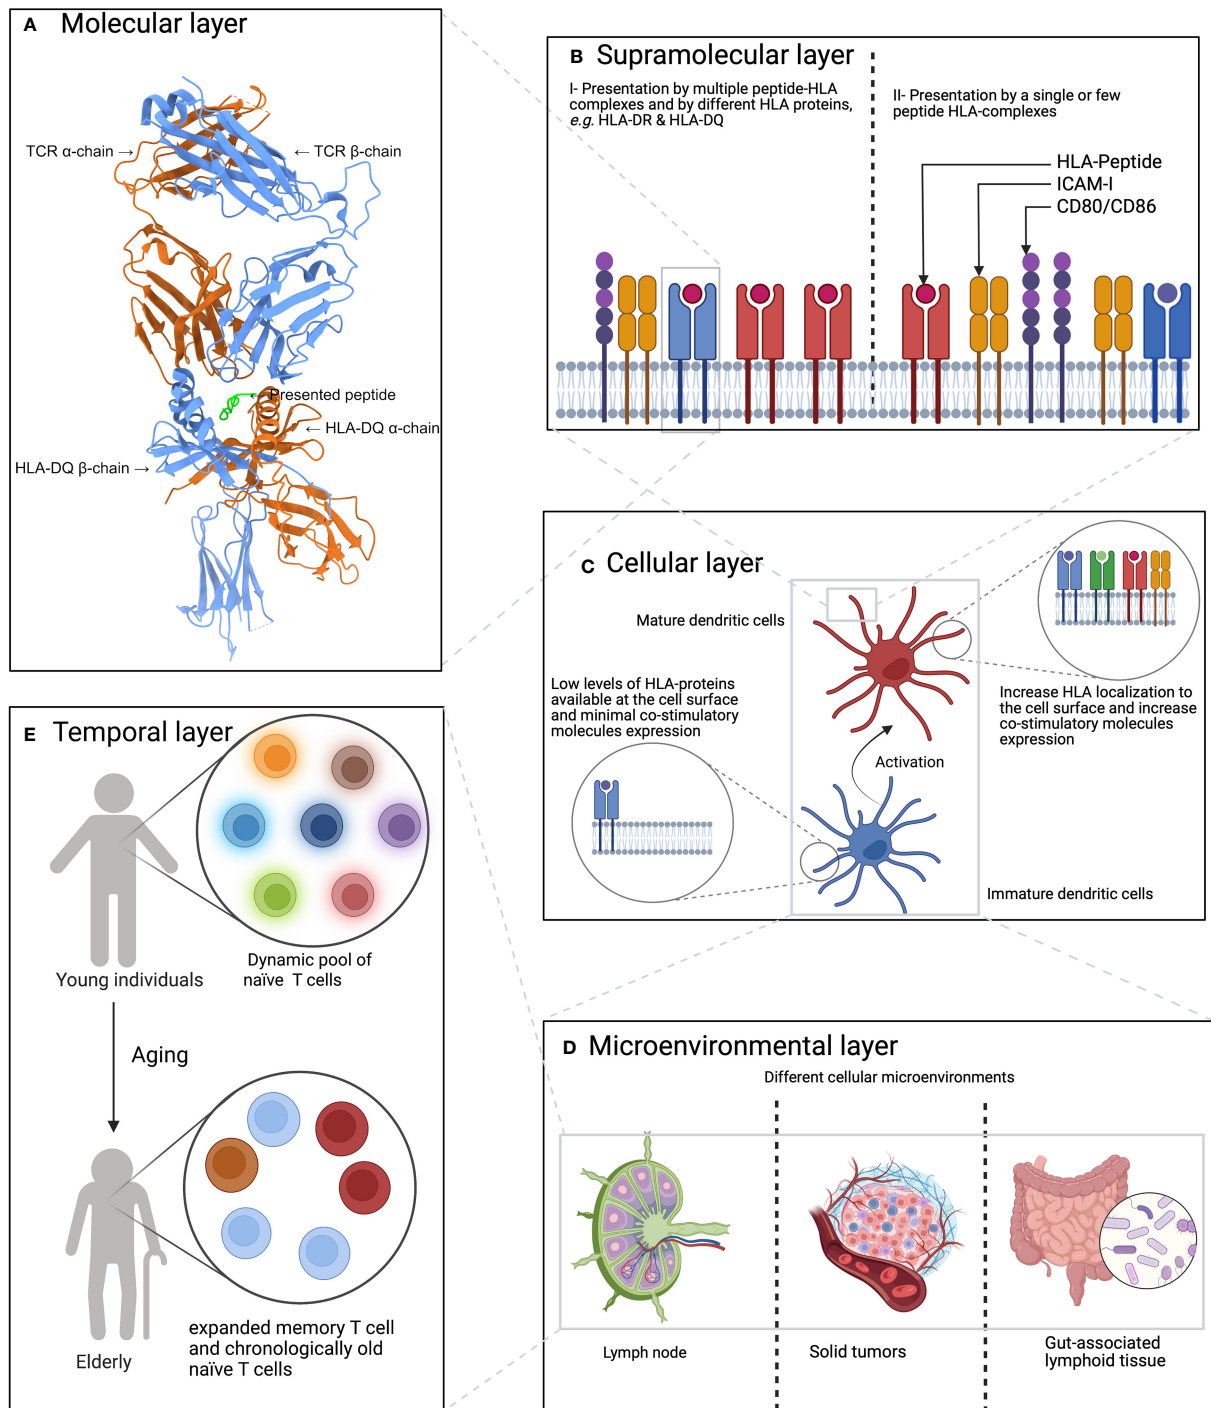 A Molecular layer
TCR α-chain →
← TCR β-chain
← Presented peptide
← HLA-DQ α-chain
HLA-DQ β-chain →
B Supramolecular layer
I- Presentation by multiple peptide-HLA
complexes and by different HLA proteins,
e.g. HLA-DR & HLA-DQ
II- Presentation by a single or few
peptide HLA-complexes
HLA-Peptide
ICAM-I
CD80/CD86
C Cellular layer
Mature dendritic cells
Low levels of HLA-proteins
available at the cell surface
and minimal co-stimulatory
molecules expression
Increase HLA localization to
the cell surface and increase
co-stimulatory molecules
expression
Activation
Immature dendritic cells
D Microenvironmental layer
Different cellular microenvironments
Lymph node
Solid tumors
Gut-associated
lymphoid tissue
E Temporal layer
Young individuals
Dynamic pool of
naïve T cells
Aging
Elderly
expanded memory T cell
and chronologically old
naïve T cells